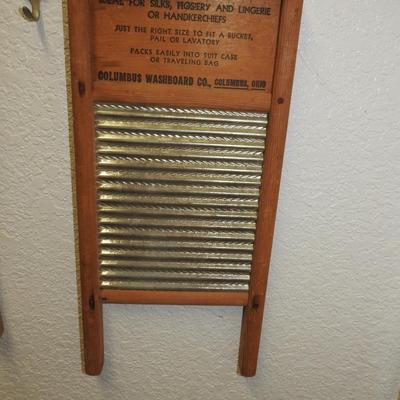 IDEAL FOR SILKS, HOSIERY AND LINGERIE
OR HANDKERCHIEFS
JUST THE RIGHT SIZE TO FIT A BUCKET,
PAIL OR LAVATORY
PACKS EASILY INTO SUIT CASE
OR TRAVELING BAG
COLUMBUS WASHBOARD CO., COLUMBUS, OHIO